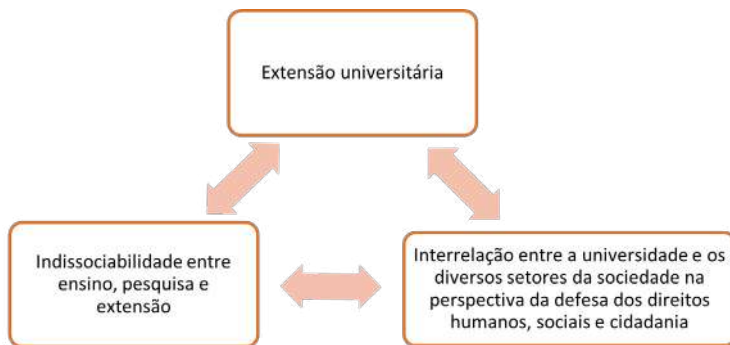 Extensão universitária
Indissociabilidade entre
ensino, pesquisa e
extensão
Interrelação entre a universidade e os
diversos setores da sociedade na
perspectiva da defesa dos direitos
humanos, sociais e cidadania